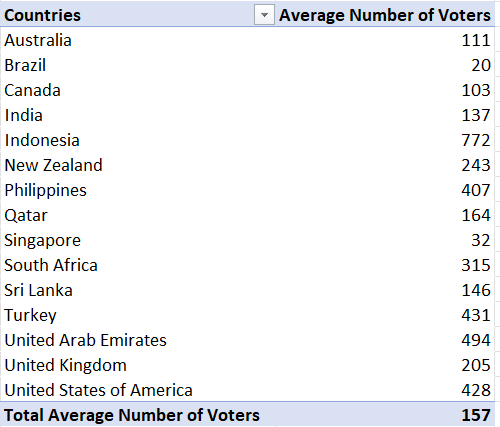 Countries Average Number of Voters
Australia 111
Brazil 20
Canada 103
India 137
Indonesia 772
New Zealand 243
Philippines 407
Qatar 164
Singapore 32
South Africa 315
Sri Lanka 146
Turkey 431
United Arab Emirates 494
United Kingdom 205
United States of America 428
Total Average Number of Voters 157